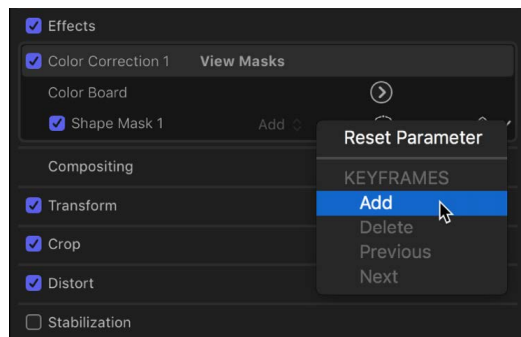 Effects
Color Correction 1 View Masks
Color Board
Shape Mask 1 Add
Reset Parameter
Compositing
KEYFRAMES
Transform
Add
Delete
Crop
Previous
Next
Distort
Stabilization